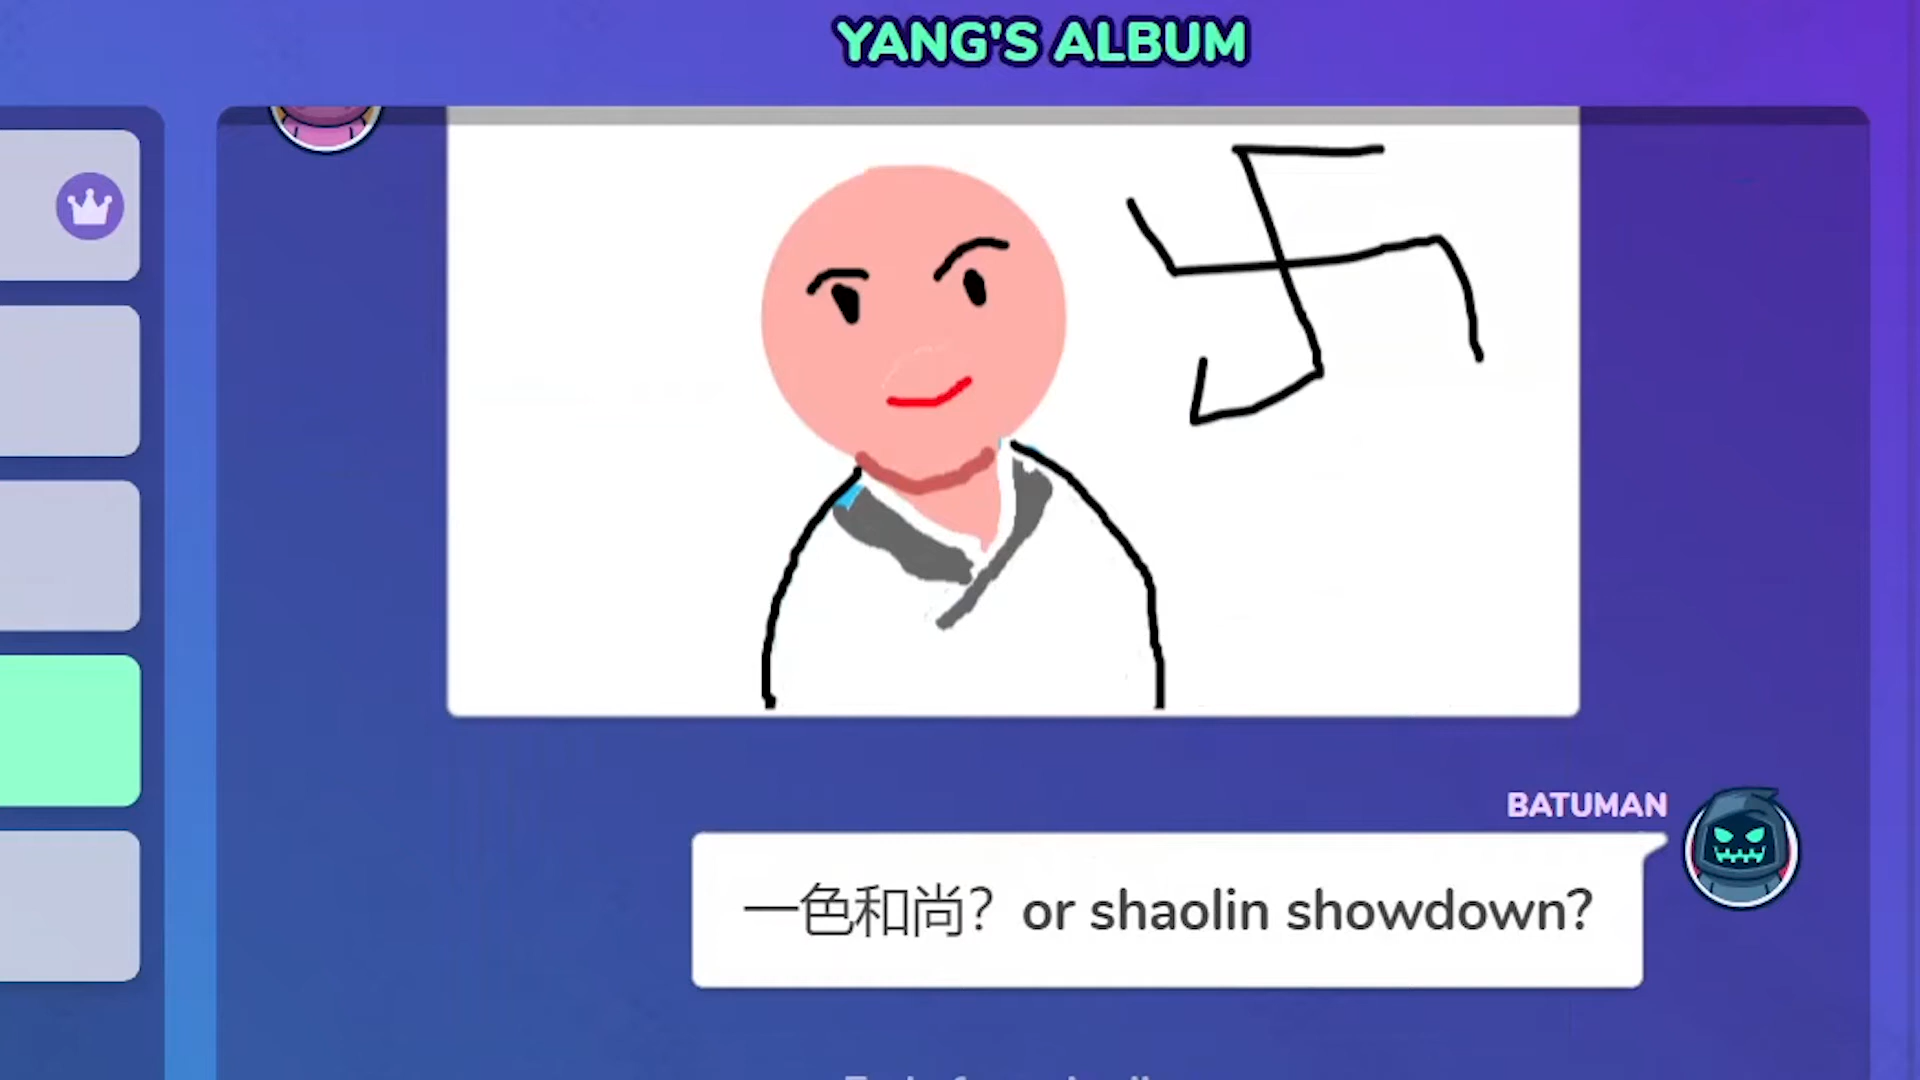 YANG'S ALBUM
BATUMAN
一色和尚？or shaolin showdown?